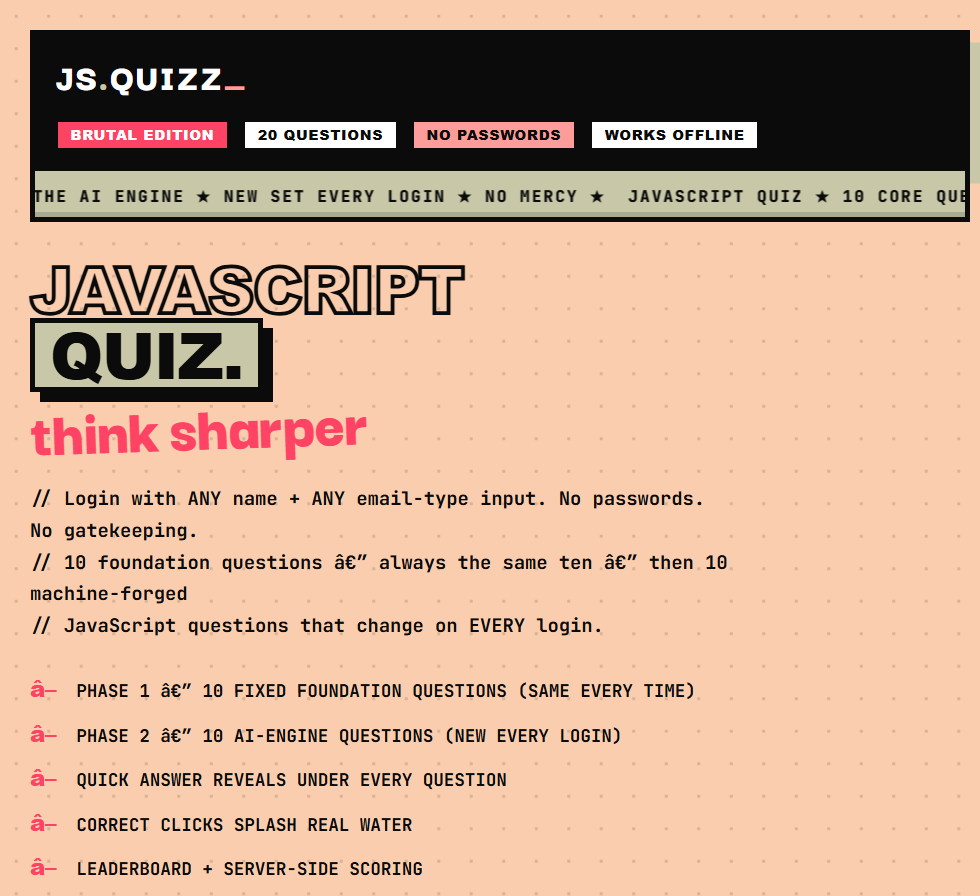 JS.QUIZZ_
BRUTAL EDITION 20 QUESTIONS NO PASSWORDS WORKS OFFLINE
THE AI ENGINE ★ NEW SET EVERY LOGIN ★ NO MERCY ★ JAVASCRIPT QUIZ ★ 10 CORE QUE
JAVASCRIPT
QUIZ.
think sharper
// Login with ANY name + ANY email-type input. No passwords.
No gatekeeping.
// 10 foundation questions â€” always the same ten â€” then 10
machine-forged
// JavaScript questions that change on EVERY login.
â– PHASE 1 â€” 10 FIXED FOUNDATION QUESTIONS (SAME EVERY TIME)
â– PHASE 2 â€” 10 AI-ENGINE QUESTIONS (NEW EVERY LOGIN)
â– QUICK ANSWER REVEALS UNDER EVERY QUESTION
â– CORRECT CLICKS SPLASH REAL WATER
â– LEADERBOARD + SERVER-SIDE SCORING